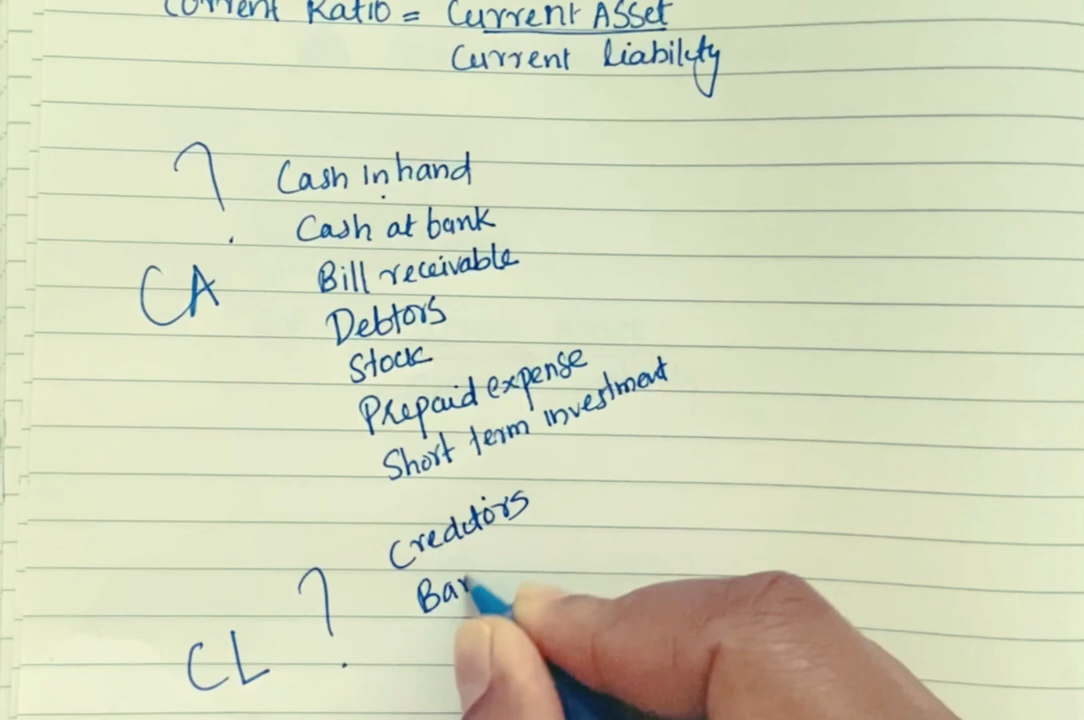 Current Ratio = Current Asset
Current liability
?
Cash in hand
Cash at bank
CA
Bill receivable
Debtors
Stock
Prepaid expense
Short term investment
Creditors
?
Ban
CL